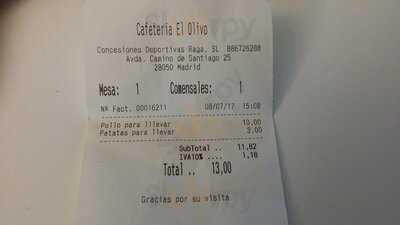 Cafeteria El Olivo
Concesiones Deportivas Raga, SL B86726208
Avda. Camino de Santiago 25
28050 Madrid
Mesa: 1 Comensales: 1
Nº Fact. 00016211 08/07/17 15:08
Pollo para lllevar 10,00
Patatas para llevar 3,00
SubTotal .. 11,82
IVA10% .... 1,18
Total .. 13,00
Gracias por su visita